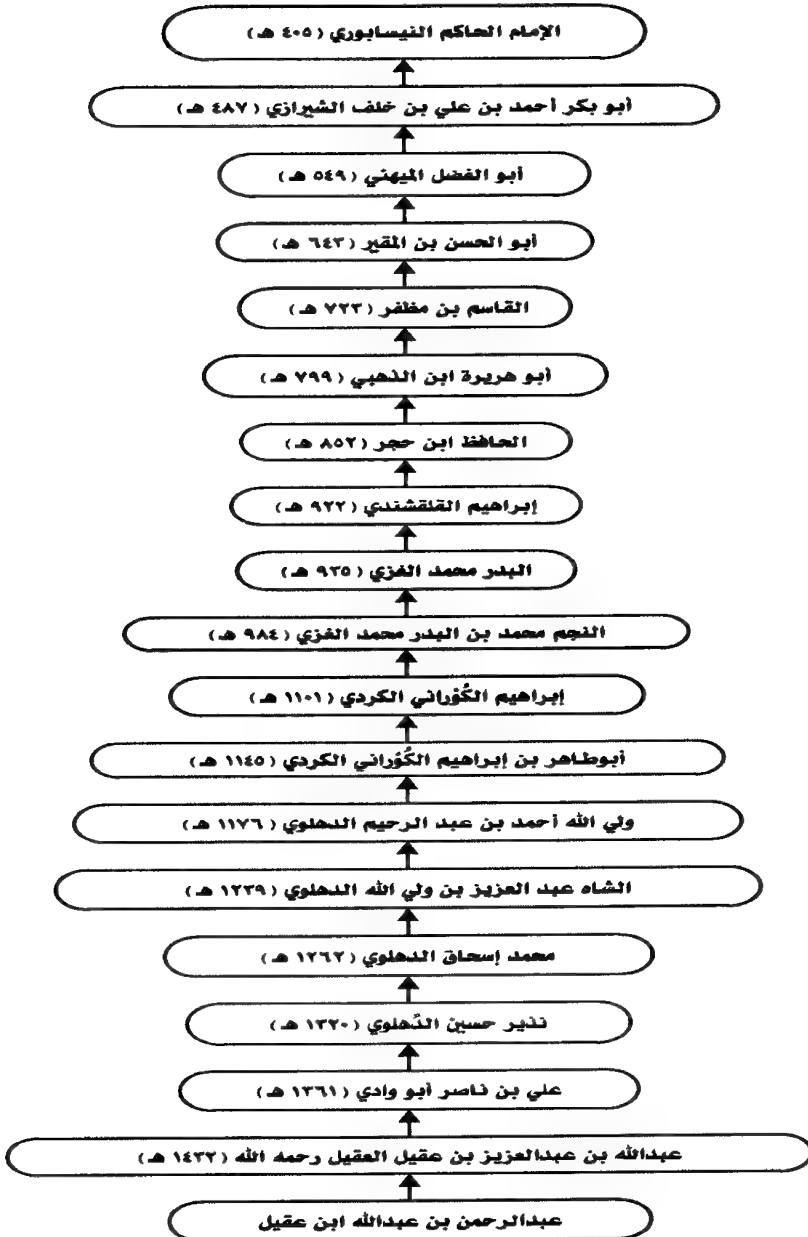 الإمام الحاكم النيسابوري ( ٤٠٥ هـ )
أبو بكر أحمد بن علي بن خلف الشيرازي ( ٤٨٧ هـ )
أبو الفضل الميهني ( ٥٤٩ هـ )
أبو الحسن بن المقير ( ٦٤٣ هـ )
القاسم بن مظفر ( ٧٢٣ هـ )
أبو هريرة ابن الذهبي ( ٧٩٩ هـ )
الحافظ ابن حجر ( ٨٥٢ هـ )
إبراهيم القلقشندي ( ٩٢٢ هـ )
البدر محمد الغزي ( ٩٣٥ هـ )
النجم محمد بن البدر محمد الغزي ( ٩٨٤ هـ )
إبراهيم الكُوْراني الكردي ( ١١٠١ هـ )
أبوطاهر بن إبراهيم الكُوْراني الكردي ( ١١٤٥ هـ )
ولي الله أحمد بن عبد الرحيم الدهلوي ( ١١٧٦ هـ )
الشاه عبد العزيز بن ولي الله الدهلوي ( ١٢٣٩ هـ )
محمد إسحاق الدهلوي ( ١٢٦٢ هـ )
نذير حسين الدَّهلوي ( ١٣٢٠ هـ )
علي بن ناصر أبو وادي ( ١٣٦١ هـ )
عبدالله بن عبدالعزيز بن عقيل العقيل رحمه الله ( ١٤٣٢ هـ )
عبدالرحمن بن عبدالله ابن عقيل